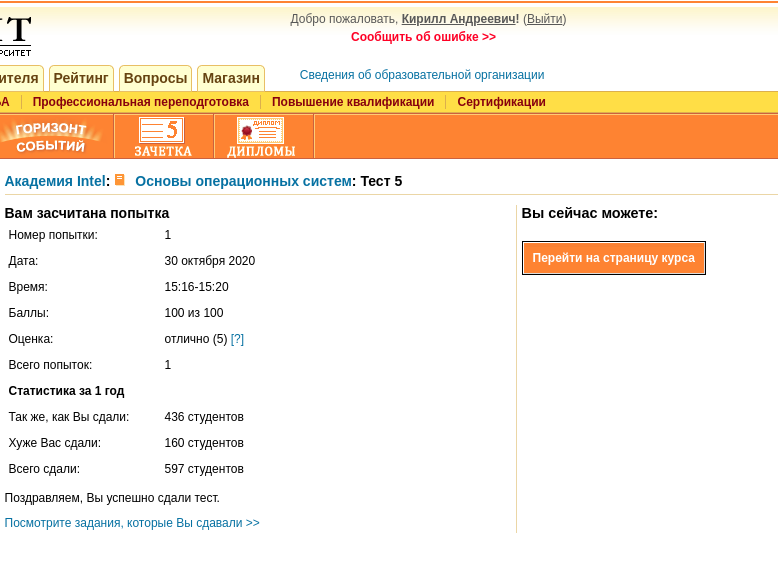 Добро пожаловать, Кирилл Андреевич! (Выйти)
Сообщить об ошибке >>
Рейтинг Вопросы Магазин
Сведения об образовательной организации
Профессиональная переподготовка Повышение квалификации Сертификации
ГОРИЗОНТ СОБЫТИЙ
5 ЗАЧЕТКА
ДИПЛОМ ДИПЛОМЫ
Академия Intel: Основы операционных систем: Тест 5
Вам засчитана попытка
Номер попытки: 1
Дата: 30 октября 2020
Время: 15:16-15:20
Баллы: 100 из 100
Оценка: отлично (5) [?]
Всего попыток: 1
Статистика за 1 год
Так же, как Вы сдали: 436 студентов
Хуже Вас сдали: 160 студентов
Всего сдали: 597 студентов
Поздравляем, Вы успешно сдали тест.
Посмотрите задания, которые Вы сдавали >>
Вы сейчас можете:
Перейти на страницу курса